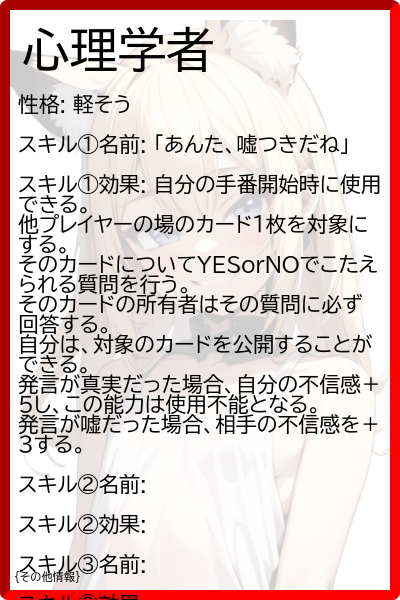 心理学者
性格: 軽そう
スキル①名前: 「あんた、嘘つきだね」
スキル①効果: 自分の手番開始時に使用
できる。
他プレイヤーの場のカード1枚を対象に
する。
そのカードについてYESorNOでこたえ
られる質問を行う。
そのカードの所有者はその質問に必ず
回答する。
自分は、対象のカードを公開することが
できる。
発言が真実だった場合、自分の不信感＋
5し、この能力は使用不能となる。
発言が嘘だった場合、相手の不信感を＋
3する。
スキル②名前:
スキル②効果:
スキル③名前:
{その他情報}
スキル③効果: